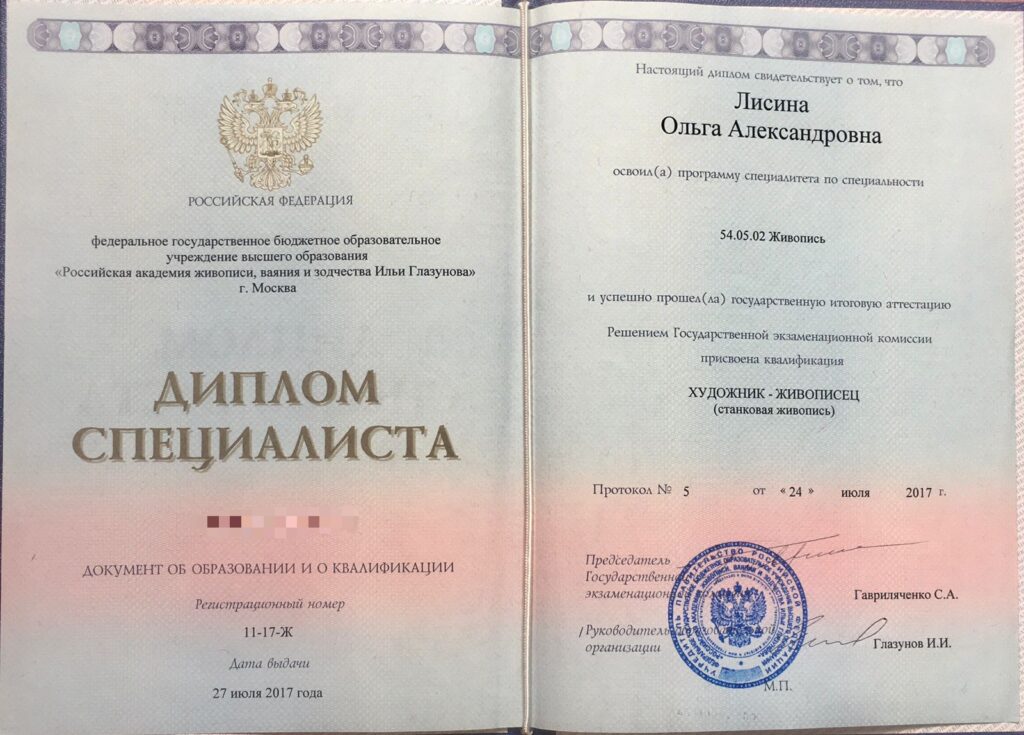 РОССИЙСКАЯ ФЕДЕРАЦИЯ
федеральное государственное бюджетное образовательное
учреждение высшего образования
«Российская академия живописи, ваяния и зодчества Ильи Глазунова»
г. Москва
ДИПЛОМ
СПЕЦИАЛИСТА
ДОКУМЕНТ ОБ ОБРАЗОВАНИИ И О КВАЛИФИКАЦИИ
Регистрационный номер
11-17-Ж
Дата выдачи
27 июля 2017 года
Настоящий диплом свидетельствует о том, что
Лисина
Ольга Александровна
освоил(а) программу специалитета по специальности
54.05.02 Живопись
и успешно прошел(ла) государственную итоговую аттестацию
Решением Государственной экзаменационной комиссии
присвоена квалификация
ХУДОЖНИК - ЖИВОПИСЕЦ
(станковая живопись)
Протокол № 5 от «24» июля 2017 г.
Председатель
Государственной
экзаменационной
Гавриляченко С.А.
/ Руководитель образовательной
организации
Глазунов И.И.
М.П.